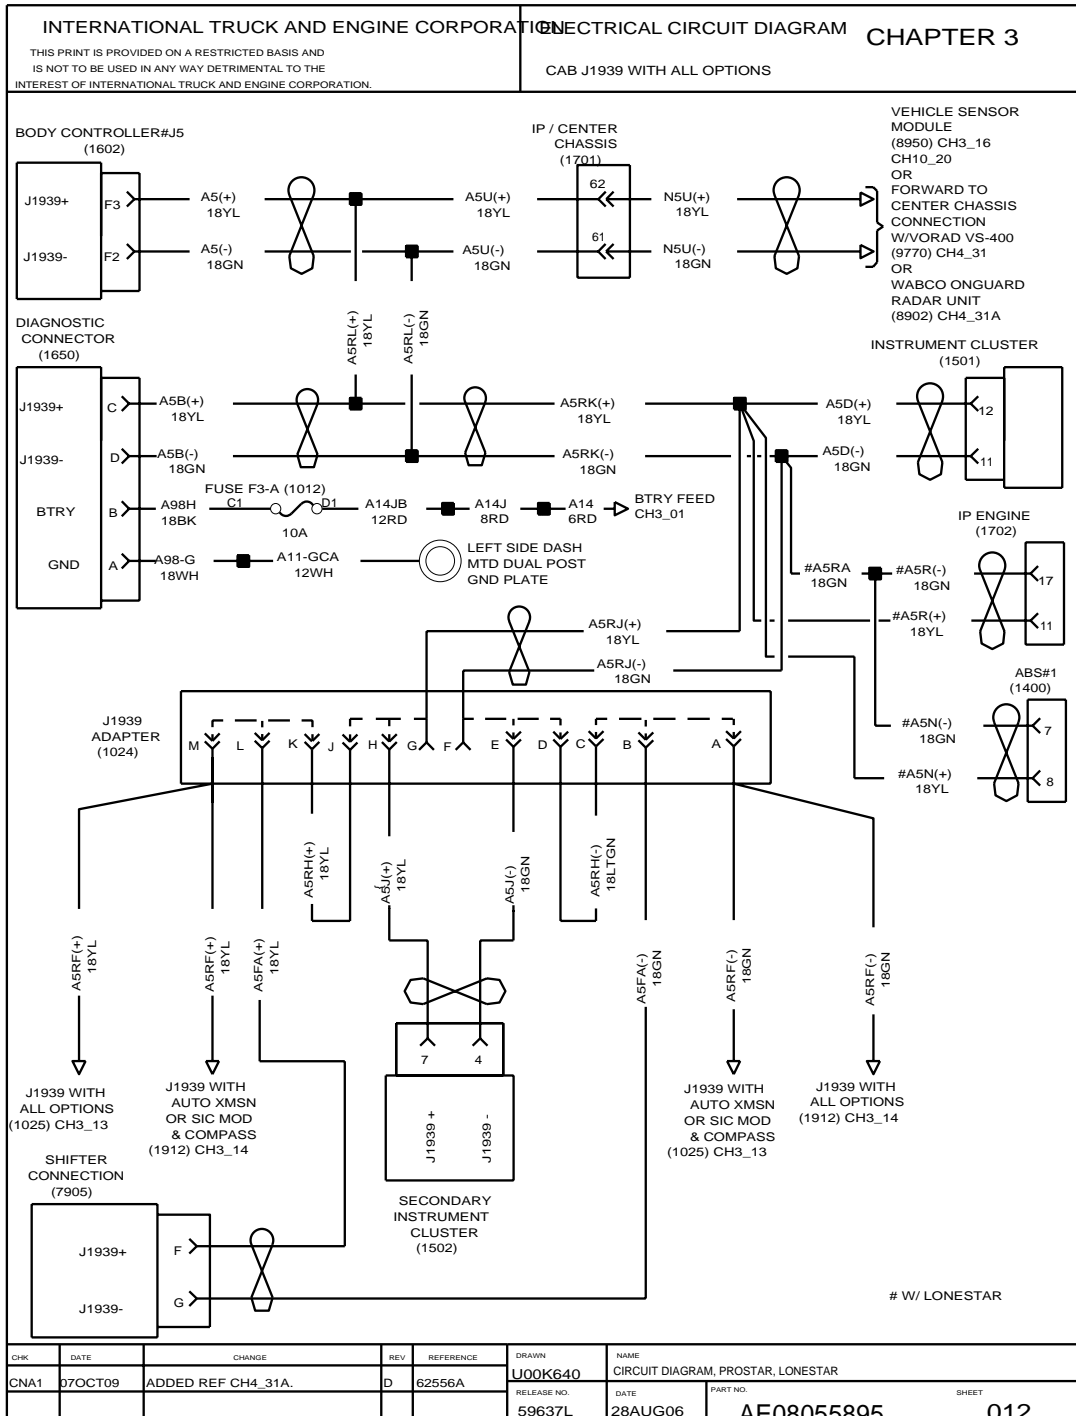 INTERNATIONAL TRUCK AND ENGINE CORPORATION
THIS PRINT IS PROVIDED ON A RESTRICTED BASIS AND
IS NOT TO BE USED IN ANY WAY DETRIMENTAL TO THE
INTEREST OF INTERNATIONAL TRUCK AND ENGINE CORPORATION.
ELECTRICAL CIRCUIT DIAGRAM
CHAPTER 3
CAB J1939 WITH ALL OPTIONS
BODY CONTROLLER#J5
(1602)
J1939+
F3
J1939-
F2
A5(+)
18YL
A5(-)
18GN
A5U(+)
18YL
A5U(-)
18GN
IP / CENTER
CHASSIS
(1701)
62
61
N5U(+)
18YL
N5U(-)
18GN
VEHICLE SENSOR
MODULE
(8950) CH3_16
CH10_20
OR
FORWARD TO
CENTER CHASSIS
CONNECTION
W/VORAD VS-400
(9770) CH4_31
OR
WABCO ONGUARD
RADAR UNIT
(8902) CH4_31A
A5RL(+)
18YL
A5RL(-)
18GN
DIAGNOSTIC
CONNECTOR
(1650)
J1939+
C
J1939-
D
BTRY
B
GND
A
A5B(+)
18YL
A5B(-)
18GN
A98H
18BK
A98-G
18WH
FUSE F3-A (1012)
C1
D1
10A
A14JB
12RD
A14J
8RD
A14
6RD
BTRY FEED
CH3_01
A11-GCA
12WH
LEFT SIDE DASH
MTD DUAL POST
GND PLATE
A5RK(+)
18YL
A5RK(-)
18GN
A5D(+)
18YL
A5D(-)
18GN
INSTRUMENT CLUSTER
(1501)
12
11
IP ENGINE
(1702)
17
11
#A5RA
18GN
#A5R(-)
18GN
#A5R(+)
18YL
A5RJ(+)
18YL
A5RJ(-)
18GN
ABS#1
(1400)
7
8
#A5N(-)
18GN
#A5N(+)
18YL
J1939
ADAPTER
(1024)
M
L
K
J
H
G
F
E
D
C
B
A
A5RH(+)
18YL
A5J(+)
18YL
A5J(-)
18GN
A5RH(-)
18LTGN
A5RF(+)
18YL
A5RF(+)
18YL
A5FA(+)
18YL
A5FA(-)
18GN
A5RF(-)
18GN
A5RF(-)
18GN
7
4
J1939 +
J1939 -
SECONDARY
INSTRUMENT
CLUSTER
(1502)
J1939 WITH
ALL OPTIONS
(1025) CH3_13
J1939 WITH
AUTO XMSN
OR SIC MOD
& COMPASS
(1912) CH3_14
J1939 WITH
AUTO XMSN
OR SIC MOD
& COMPASS
(1025) CH3_13
J1939 WITH
ALL OPTIONS
(1912) CH3_14
SHIFTER
CONNECTION
(7905)
J1939+
F
J1939-
G
# W/ LONESTAR
CHK DATE CHANGE REV REFERENCE
CNA1 07OCT09 ADDED REF CH4_31A. D 62556A
DRAWN
U00K640
NAME
CIRCUIT DIAGRAM, PROSTAR, LONESTAR
RELEASE NO.
59637L
DATE
28AUG06
PART NO.
AE08055895
SHEET
012